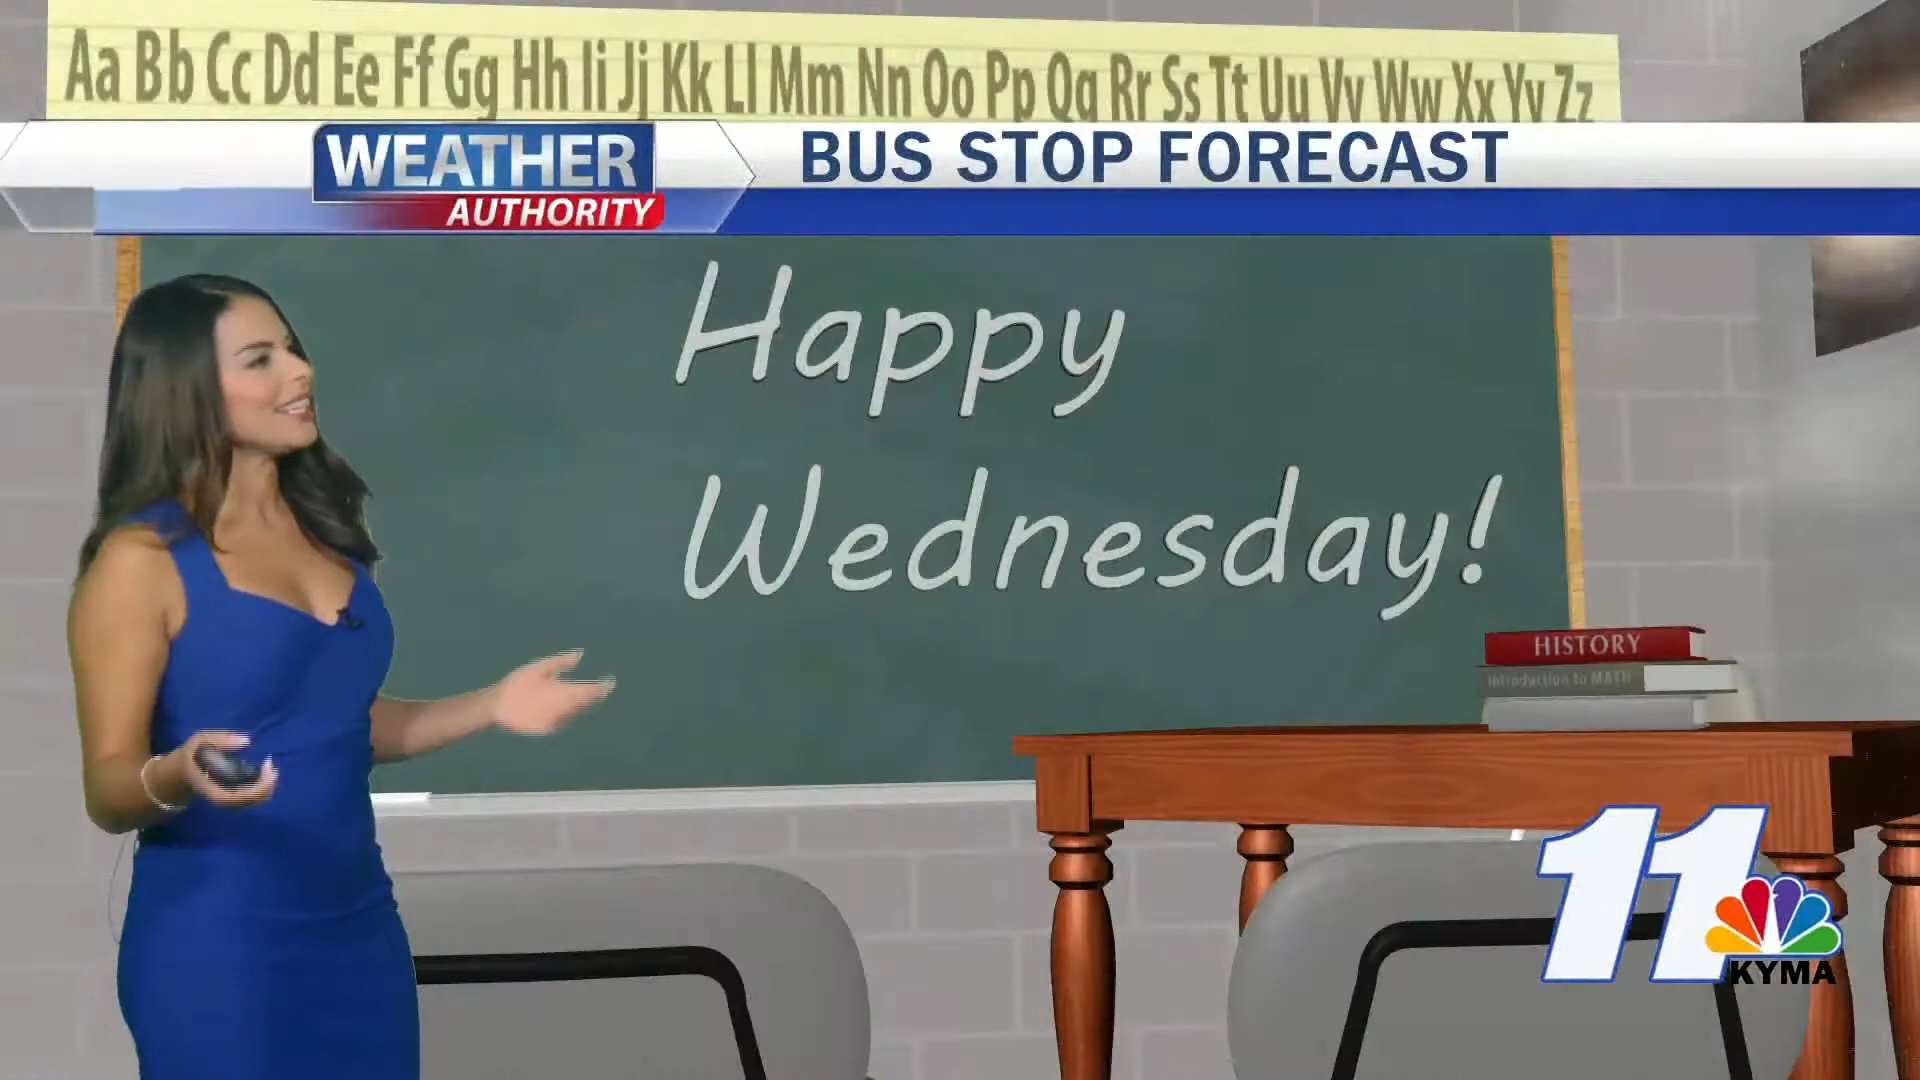 Aa Bb Cc Dd Ee Ff Gg Hh Ii Jj Kk Ll Mm Nn Oo Pp Qq Rr Ss Tt Uu Vv Ww Xx Yy Zz
WEATHER
AUTHORITY
BUS STOP FORECAST
Happy
Wednesday!
HISTORY
Introduction to MATH
11
KYMA